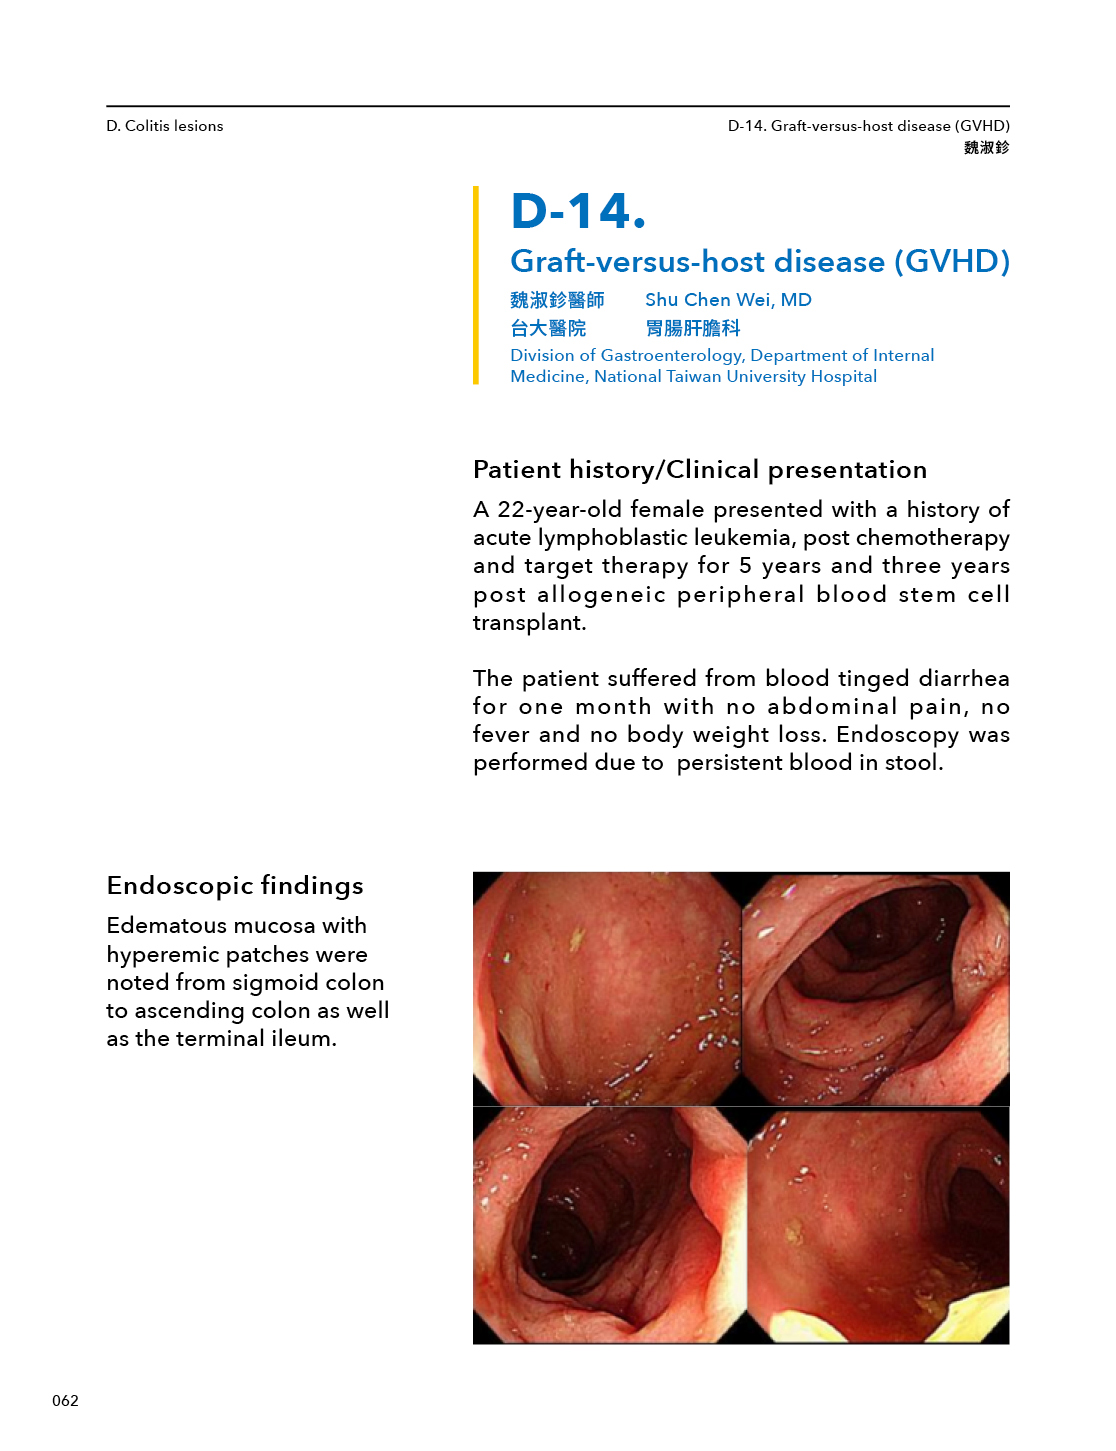 D. Colitis lesions
D-14. Graft-versus-host disease (GVHD)
魏淑鉁
D-14.
Graft-versus-host disease (GVHD)
魏淑鉁醫師 Shu Chen Wei, MD
台大醫院 胃腸肝膽科
Division of Gastroenterology, Department of Internal
Medicine, National Taiwan University Hospital
Patient history/Clinical presentation
A 22-year-old female presented with a history of
acute lymphoblastic leukemia, post chemotherapy
and target therapy for 5 years and three years
post allogeneic peripheral blood stem cell
transplant.
The patient suffered from blood tinged diarrhea
for one month with no abdominal pain, no
fever and no body weight loss. Endoscopy was
performed due to persistent blood in stool.
Endoscopic findings
Edematous mucosa with
hyperemic patches were
noted from sigmoid colon
to ascending colon as well
as the terminal ileum.
062